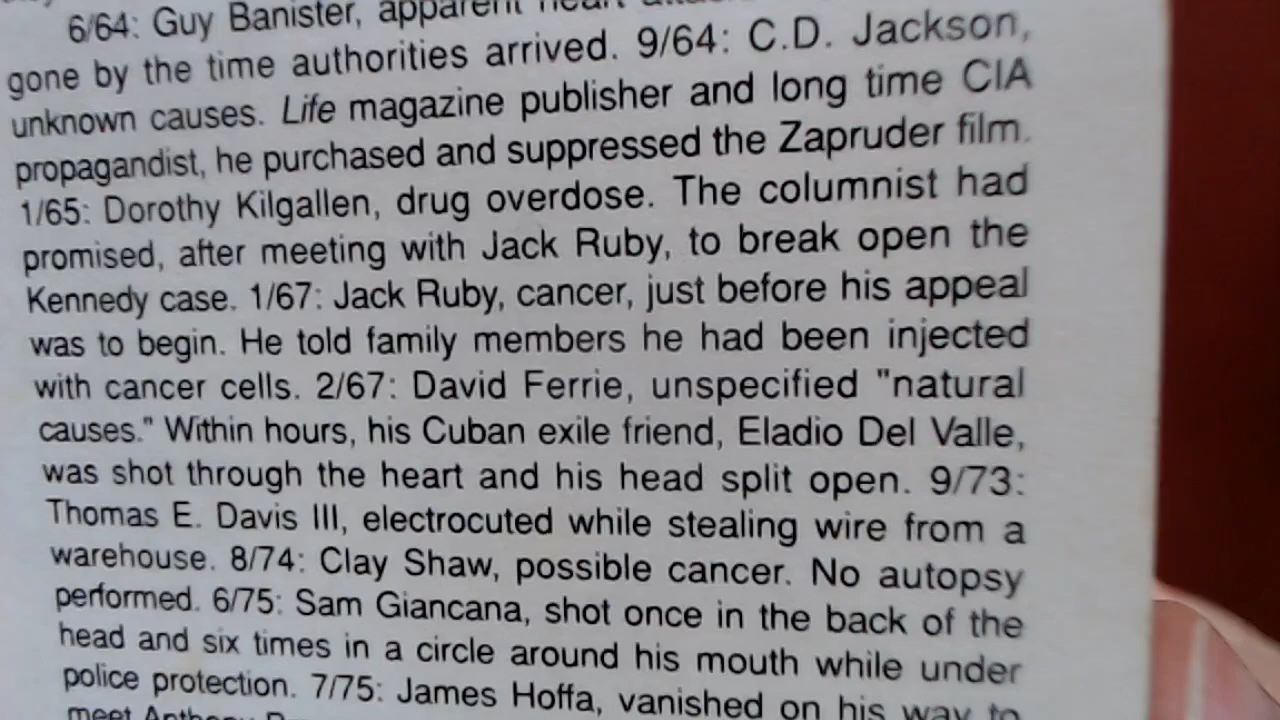 6/64: Guy Banister, apparent heart
gone by the time authorities arrived. 9/64: C.D. Jackson,
unknown causes. Life magazine publisher and long time CIA
propagandist, he purchased and suppressed the Zapruder film.
1/65: Dorothy Kilgallen, drug overdose. The columnist had
promised, after meeting with Jack Ruby, to break open the
Kennedy case. 1/67: Jack Ruby, cancer, just before his appeal
was to begin. He told family members he had been injected
with cancer cells. 2/67: David Ferrie, unspecified "natural
causes." Within hours, his Cuban exile friend, Eladio Del Valle,
was shot through the heart and his head split open. 9/73:
Thomas E. Davis III, electrocuted while stealing wire from a
warehouse. 8/74: Clay Shaw, possible cancer. No autopsy
performed. 6/75: Sam Giancana, shot once in the back of the
head and six times in a circle around his mouth while under
police protection. 7/75: James Hoffa, vanished on his way to
meet Anthony